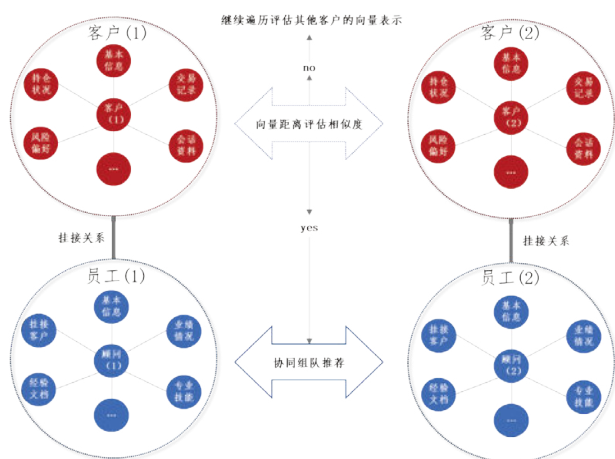 继续遍历评估其他客户的向量表示
客户(1)
基本
信息
持仓
状况
交易
记录
客户
(1)
风险
偏好
会话
资料
...
no
向量距离评估相似度
yes
客户(2)
基本
信息
持仓
状况
交易
记录
客户
(2)
风险
偏好
会话
资料
...
挂接关系
挂接关系
员工(1)
基本
信息
挂接
客户
业绩
情况
顾问
(1)
经验
文档
专业
技能
...
协同组队推荐
员工(2)
基本
信息
挂接
客户
业绩
情况
顾问
(2)
经验
文档
专业
技能
...